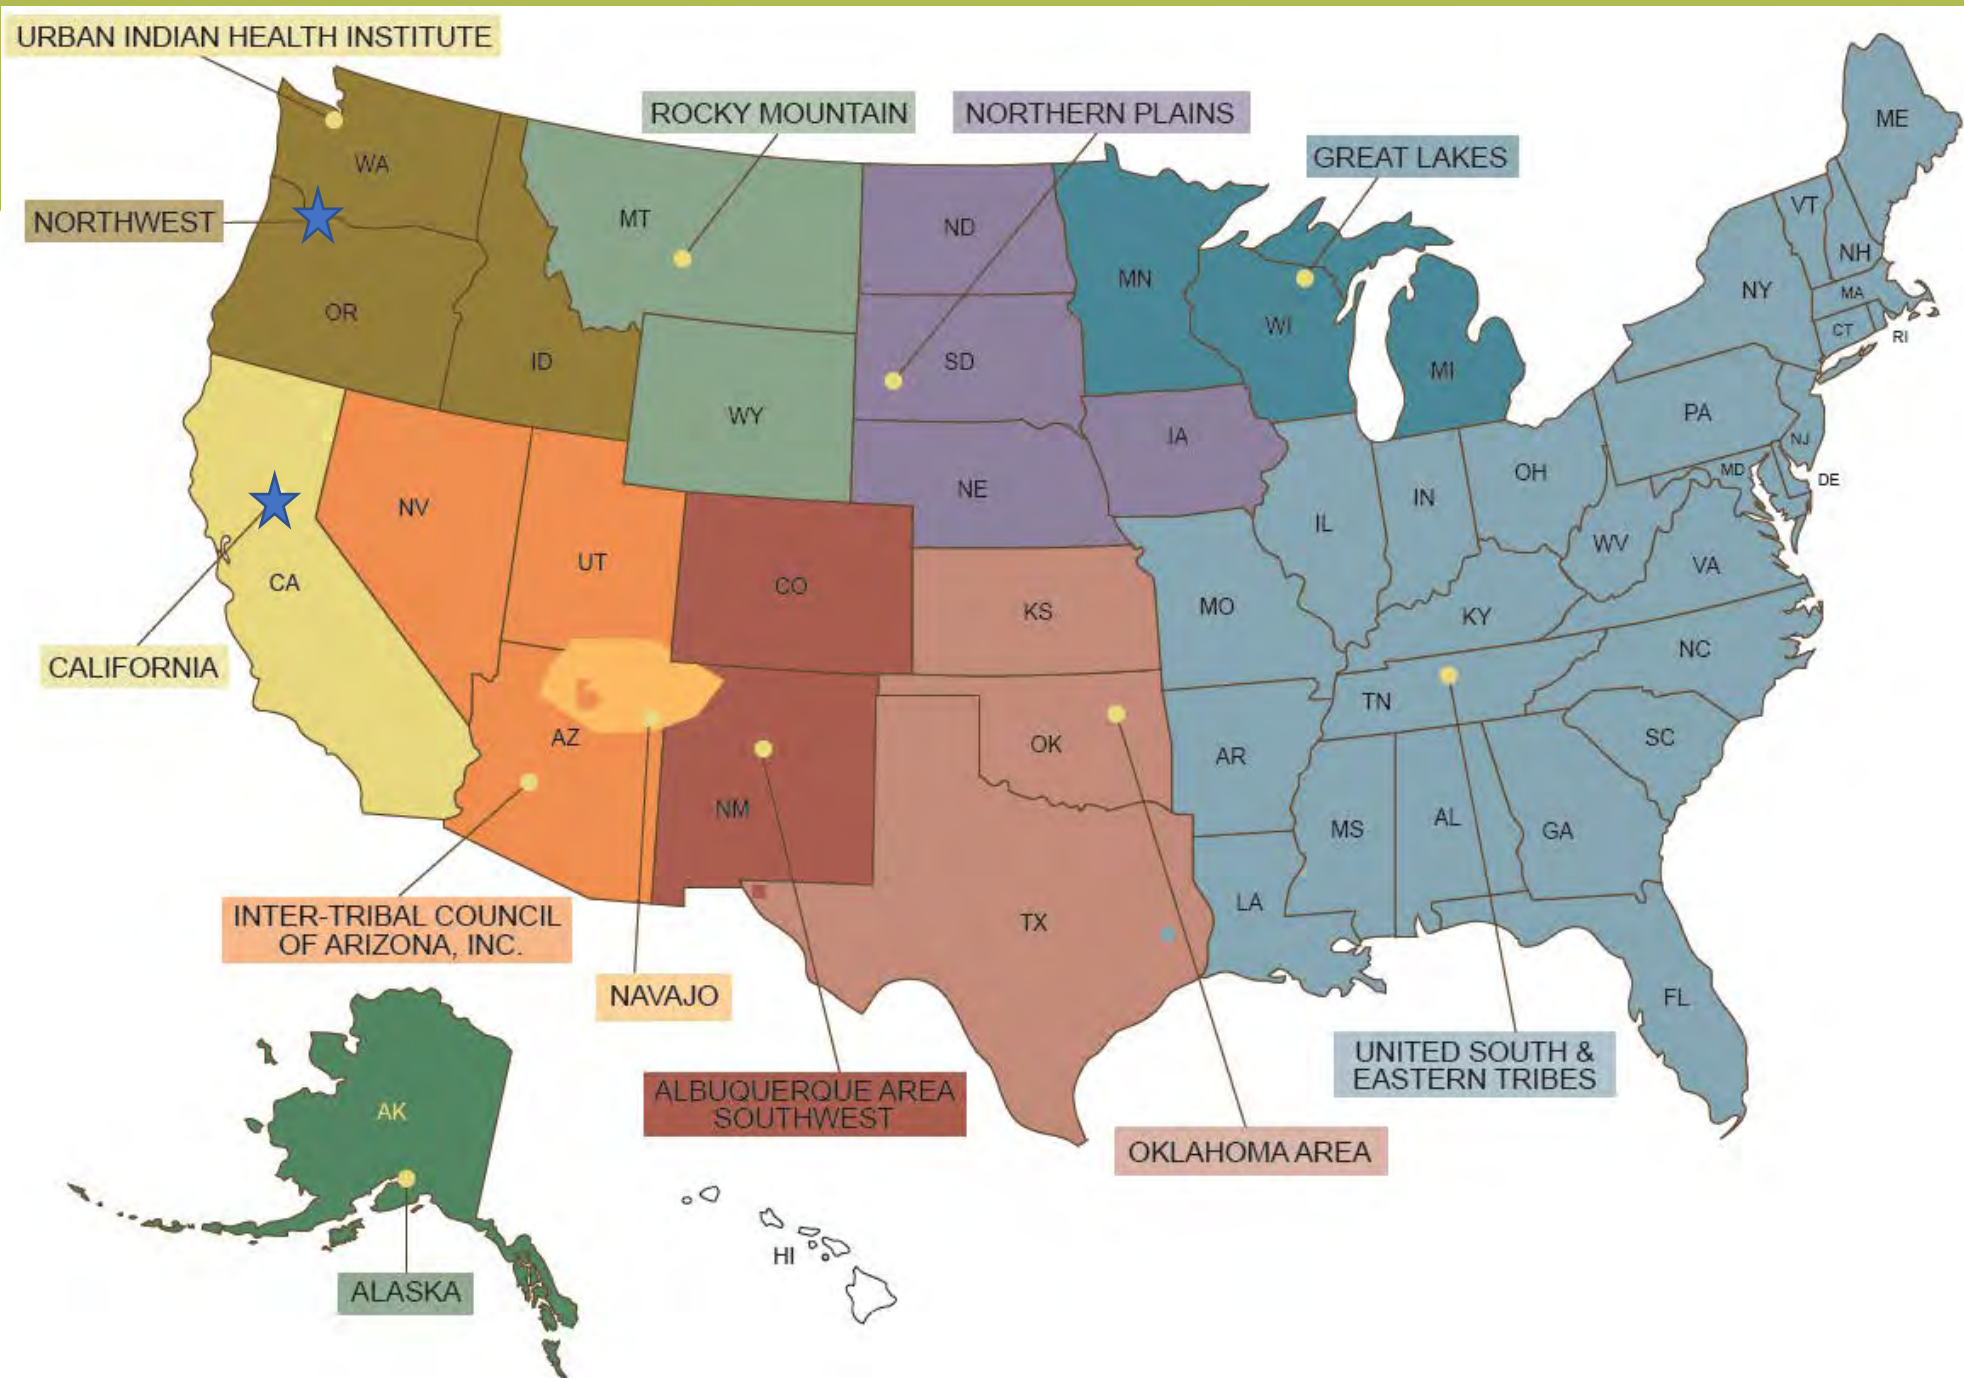 URBAN INDIAN HEALTH INSTITUTE
ROCKY MOUNTAIN
NORTHERN PLAINS
GREAT LAKES
NORTHWEST
WA
OR
ID
MT
WY
ND
SD
NE
IA
MN
WI
MI
ME
VT
NH
NY
MA
CT
RI
PA
NJ
MD
DE
OH
IN
IL
WV
VA
KY
NC
TN
SC
MO
AR
MS
AL
GA
LA
FL
NV
UT
CO
KS
CA
CALIFORNIA
AZ
NM
OK
TX
INTER-TRIBAL COUNCIL
OF ARIZONA, INC.
NAVAJO
ALBUQUERQUE AREA
SOUTHWEST
UNITED SOUTH &
EASTERN TRIBES
OKLAHOMA AREA
AK
ALASKA
HI